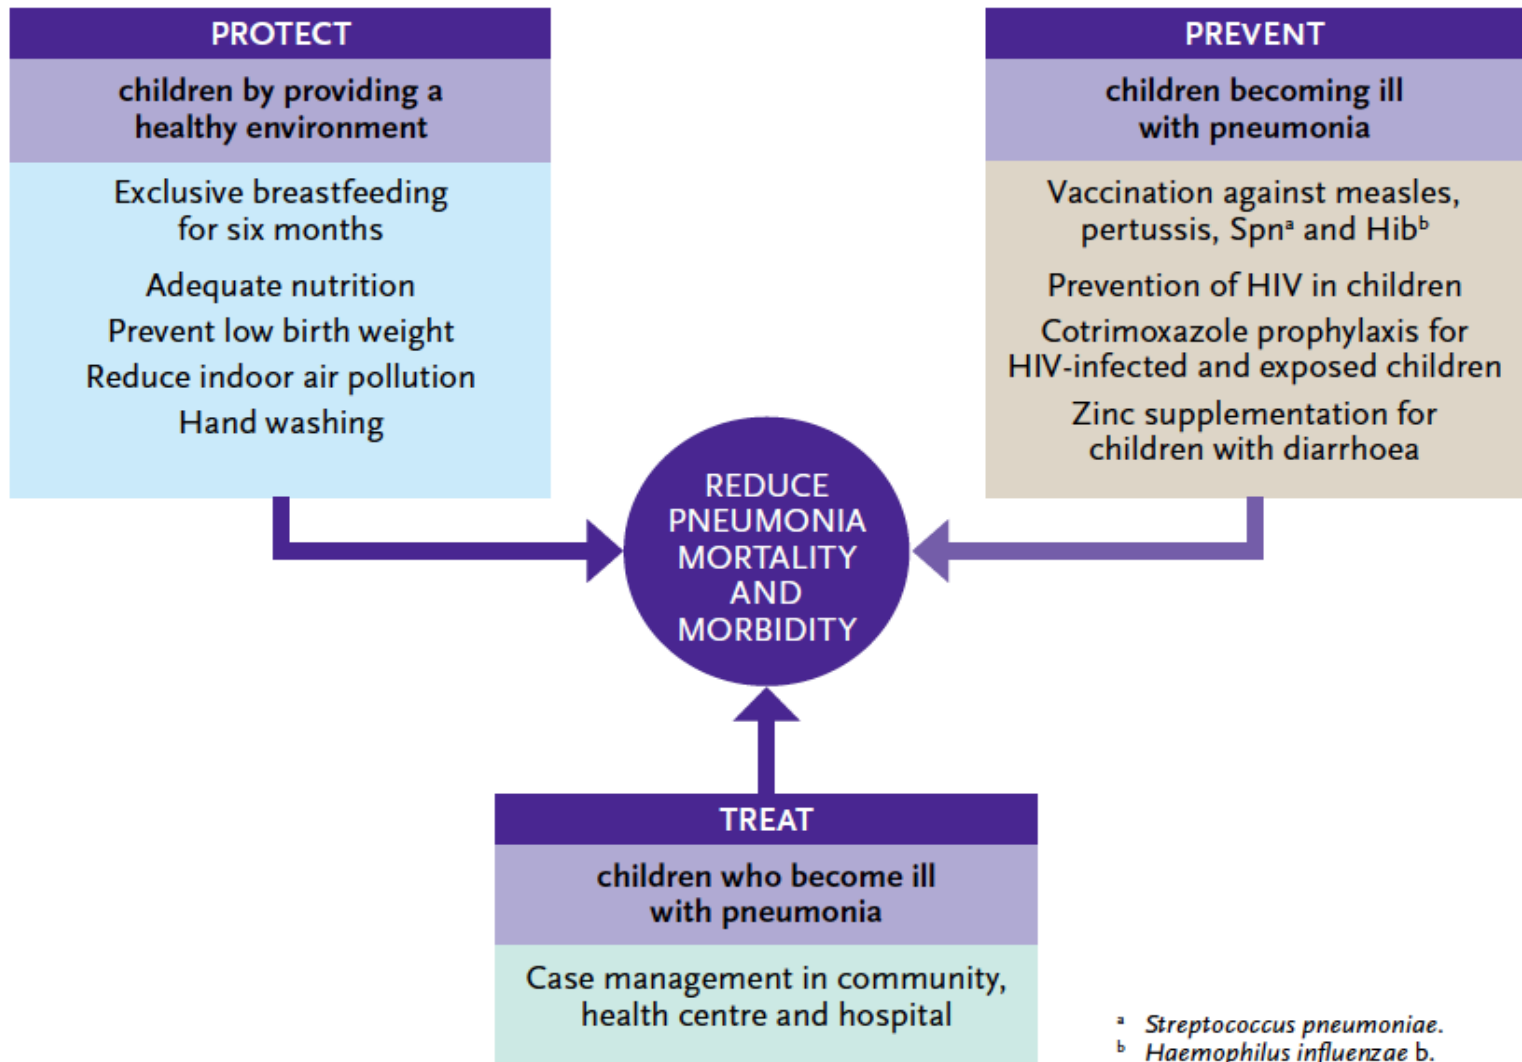 PROTECT
children by providing a
healthy environment
Exclusive breastfeeding
for six months
Adequate nutrition
Prevent low birth weight
Reduce indoor air pollution
Hand washing
PREVENT
children becoming ill
with pneumonia
Vaccination against measles,
pertussis, Spnᵃ and Hibᵇ
Prevention of HIV in children
Cotrimoxazole prophylaxis for
HIV-infected and exposed children
Zinc supplementation for
children with diarrhoea
REDUCE
PNEUMONIA
MORTALITY
AND
MORBIDITY
TREAT
children who become ill
with pneumonia
Case management in community,
health centre and hospital
ᵃ Streptococcus pneumoniae.
ᵇ Haemophilus influenzae b.